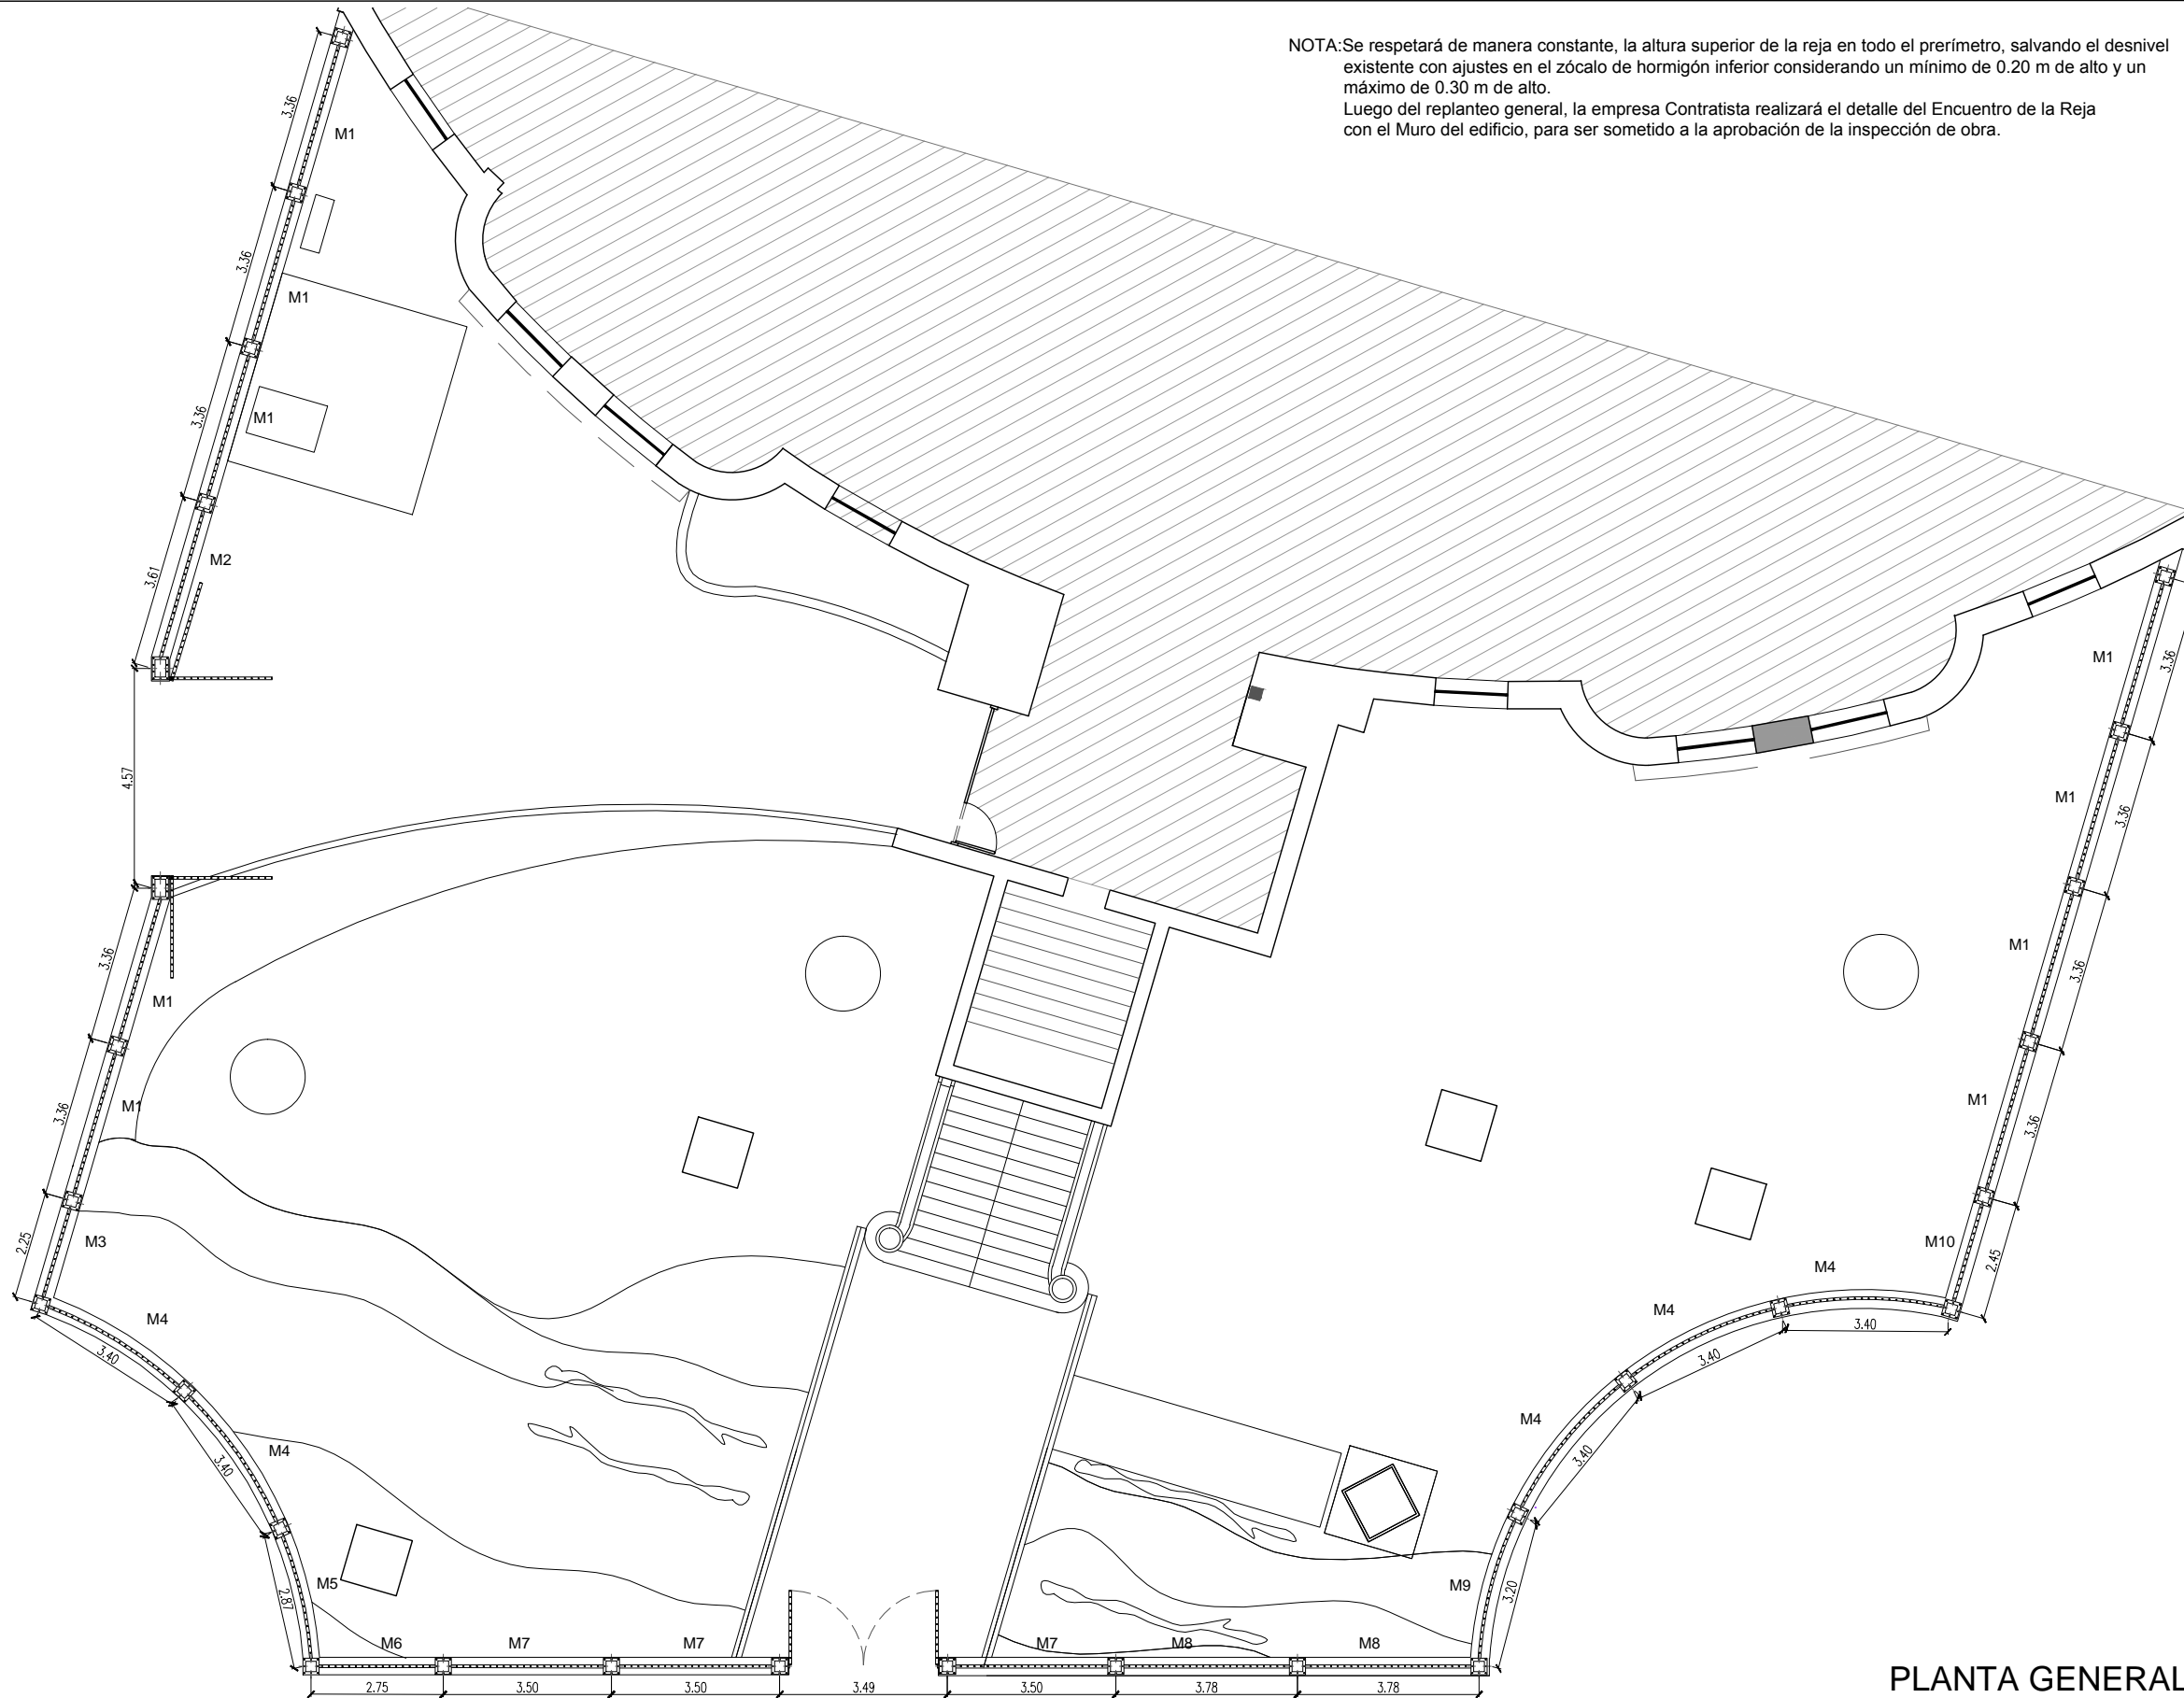 NOTA:Se respetará de manera constante, la altura superior de la reja en todo el prerímetro, salvando el desnivel
existente con ajustes en el zócalo de hormigón inferior considerando un mínimo de 0.20 m de alto y un
máximo de 0.30 m de alto.
Luego del replanteo general, la empresa Contratista realizará el detalle del Encuentro de la Reja
con el Muro del edificio, para ser sometido a la aprobación de la inspección de obra.
3.36
M1
3.36
M1
3.36
M1
3.61
M2
4.57
3.36
M1
3.36
M1
2.25
M3
M4
3.40
M4
3.40
M5
2.87
M6
M7
M7
M7
M8
M8
2.75
3.50
3.50
3.49
3.50
3.78
3.78
M1
3.36
M1
3.36
M1
3.36
M1
3.36
M10
2.45
M4
3.40
M4
3.40
M4
3.40
M9
3.20
PLANTA GENERAL